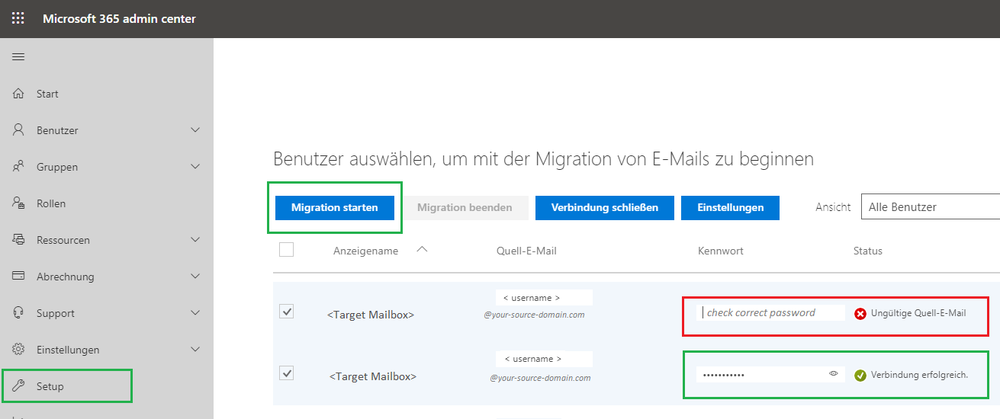 Microsoft 365 admin center
Start
Benutzer
Gruppen
Rollen
Ressourcen
Abrechnung
Support
Einstellungen
Setup
Benutzer auswählen, um mit der Migration von E-Mails zu beginnen
Migration starten Migration beenden Verbindung schließen Einstellungen Ansicht Alle Benutzer
Anzeigename Quell-E-Mail Kennwort Status
<Target Mailbox> < username > check correct password Ungültige Quell-E-Mail
@your-source-domain.com
<Target Mailbox> < username > ••••••••••• Verbindung erfolgreich.
@your-source-domain.com